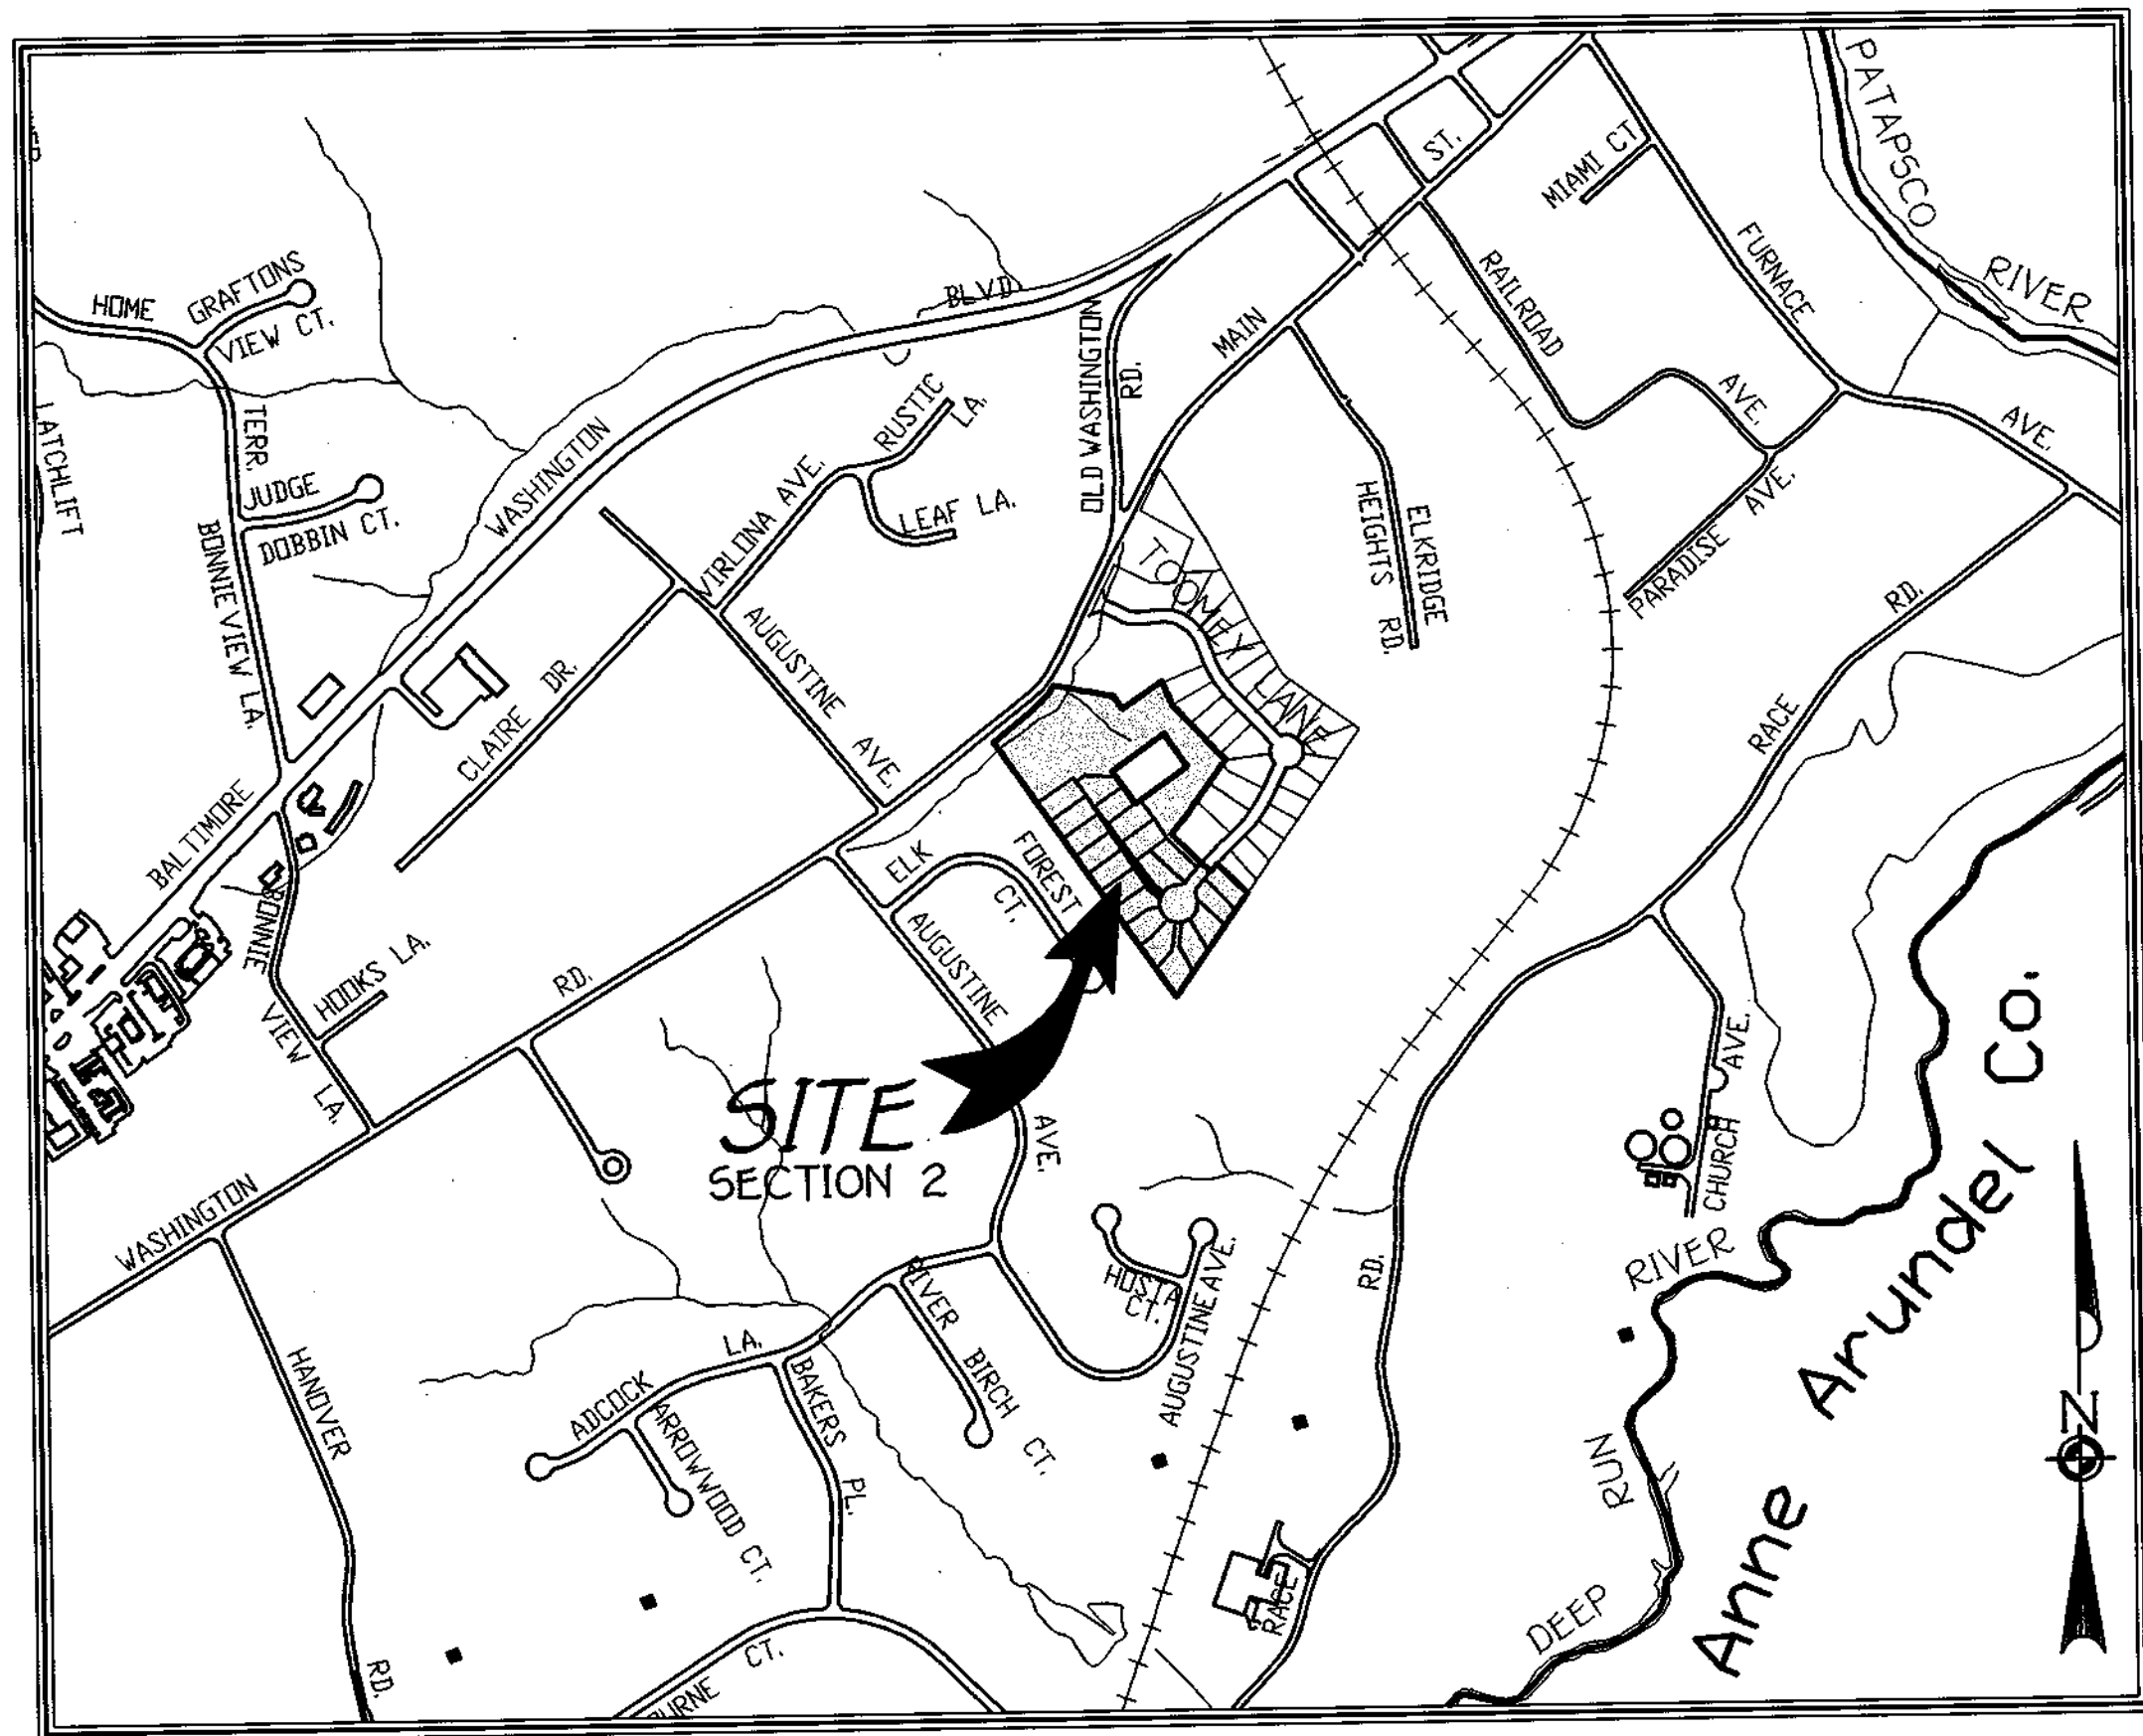 PATAPSCO
RIVER
ST.
MIAMI CT
FURNACE
AVE.
RAILROAD
AVE.
PARADISE AVE.
MAIN
OLD WASHINGTON
RD.
BLVD
WASHINGTON
BALTIMORE
HOME
TERR.
GRAFTONS
VIEW CT.
LATCHLIFT
JUDGE
DOBBIN CT.
BONNIE VIEW LA.
RUSTIC
LA.
LEAF LA.
VIRLONA AVE.
AUGUSTINE
AVE.
CLAIRE DR.
ELKRIDGE
HEIGHTS RD.
TOOMEY LANE
RACE
RD.
ELK
FOREST
CT.
AUGUSTINE
AVE.
BONNIE
VIEW LA.
HOOKS LA.
RD.
WASHINGTON
SITE
SECTION 2
CHURCH AVE.
RIVER
Anne Arundel Co.
RUN
DEEP
N
HOSTA
CT.
AUGUSTINE AVE.
RD.
RACE
RIVER
BIRCH
CT.
LA.
ADCOCK
ARROWWOOD CT.
BAKERS
PL.
HANOVER
RD.
CT.